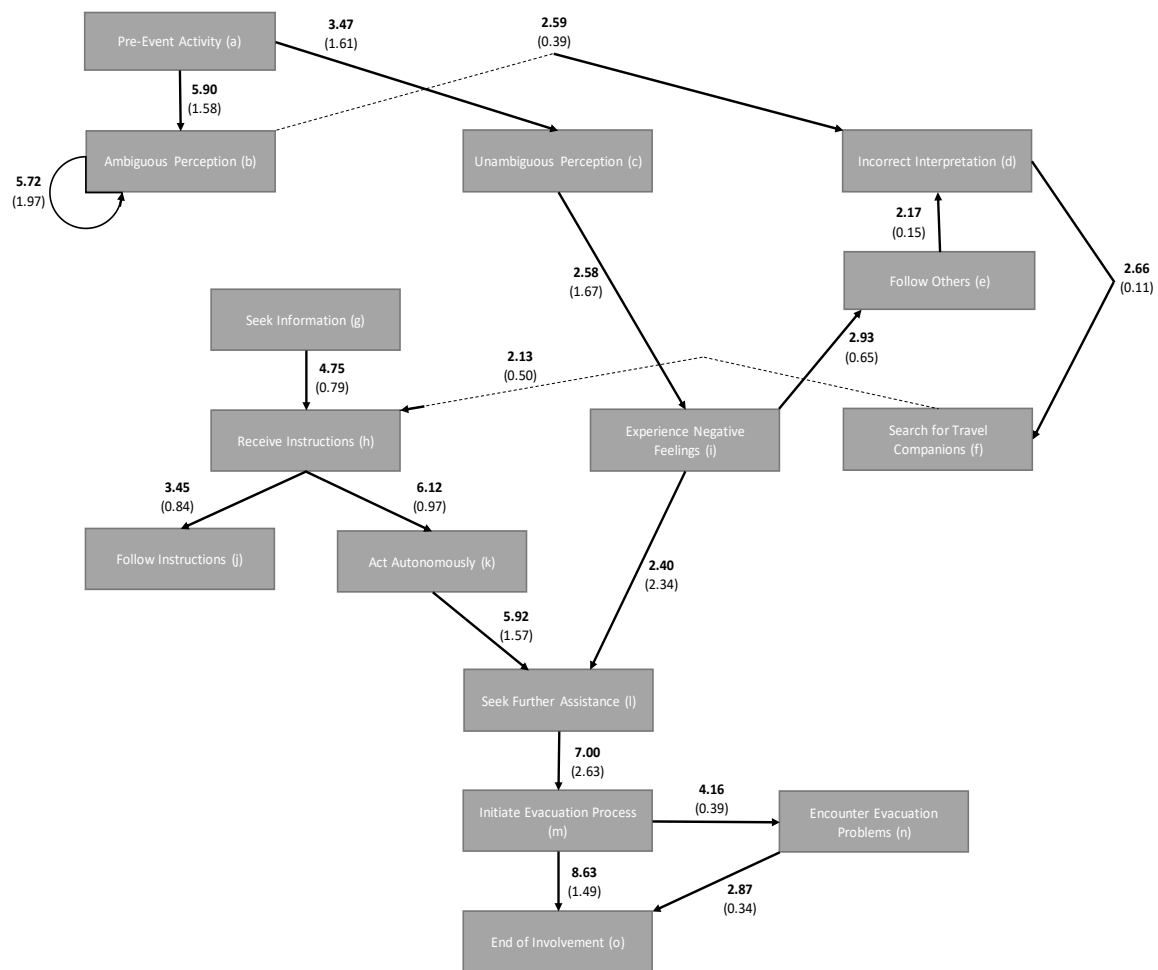 3.47
(1.61)
2.59
(0.39)
Pre-Event Activity (a)
5.90
(1.58)
Ambiguous Perception (b)
Unambiguous Perception (c)
Incorrect Interpretation (d)
5.72
(1.97)
2.17
(0.15)
2.58
(1.67)
2.66
(0.11)
Follow Others (e)
Seek Information (g)
4.75
(0.79)
2.13
(0.50)
2.93
(0.65)
Receive Instructions (h)
Experience Negative
Feelings (i)
Search for Travel
Companions (f)
3.45
(0.84)
6.12
(0.97)
Follow Instructions (j)
Act Autonomously (k)
2.40
(2.34)
5.92
(1.57)
Seek Further Assistance (l)
7.00
(2.63)
4.16
(0.39)
Initiate Evacuation Process
(m)
Encounter Evacuation
Problems (n)
8.63
(1.49)
2.87
(0.34)
End of Involvement (o)